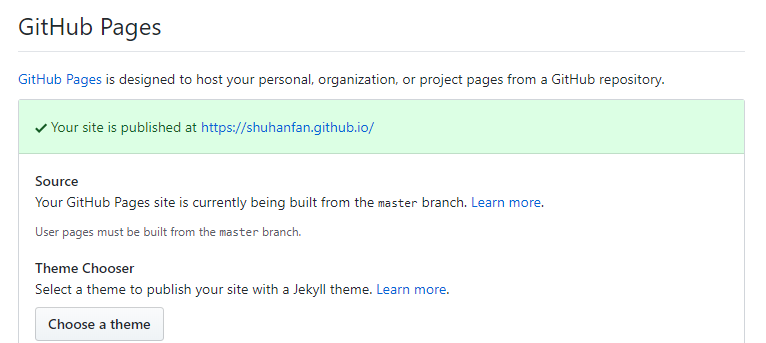 GitHub Pages
GitHub Pages is designed to host your personal, organization, or project pages from a GitHub repository.
✔ Your site is published at https://shuhanfan.github.io/
Source
Your GitHub Pages site is currently being built from the master branch. Learn more.
User pages must be built from the master branch.
Theme Chooser
Select a theme to publish your site with a Jekyll theme. Learn more.
Choose a theme